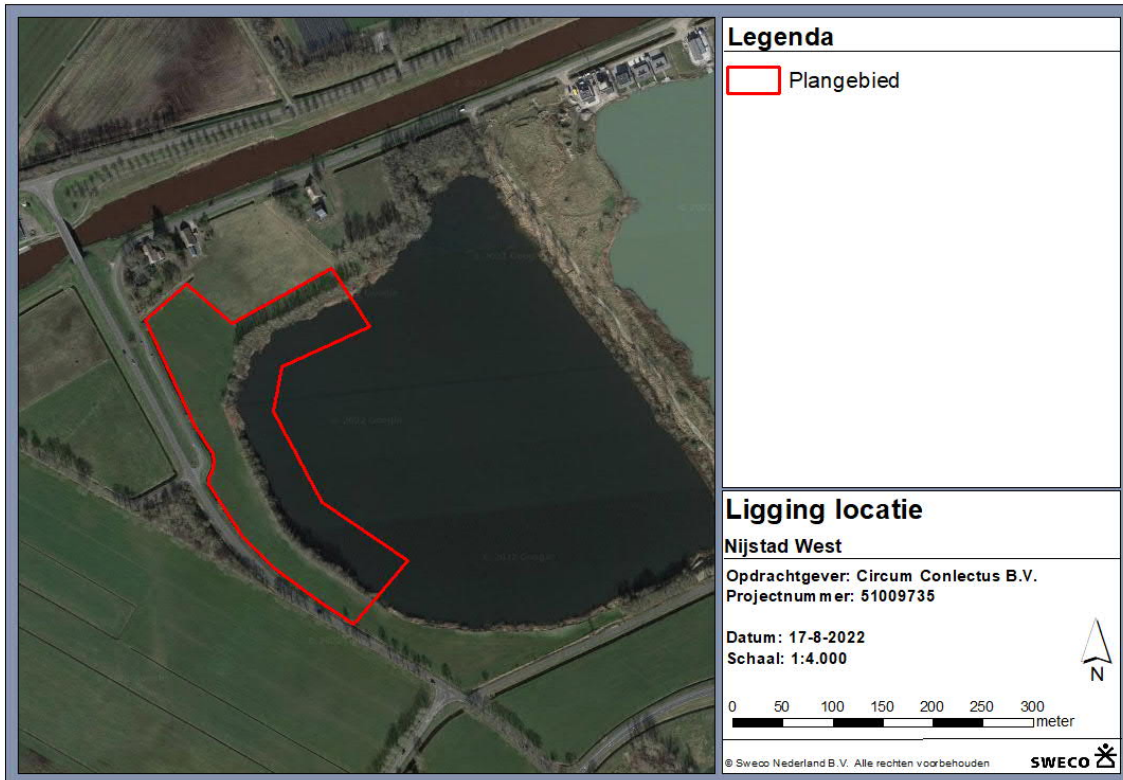 Legenda
Plangebied
Ligging locatie
Nijstad West
Opdrachtgever: Circum Conlectus B.V.
Projectnummer: 51009735
Datum: 17-8-2022
Schaal: 1:4.000
N
0 50 100 150 200 250 300
meter
© Sweco Nederland B.V. Alle rechten voorbehouden
SWECO